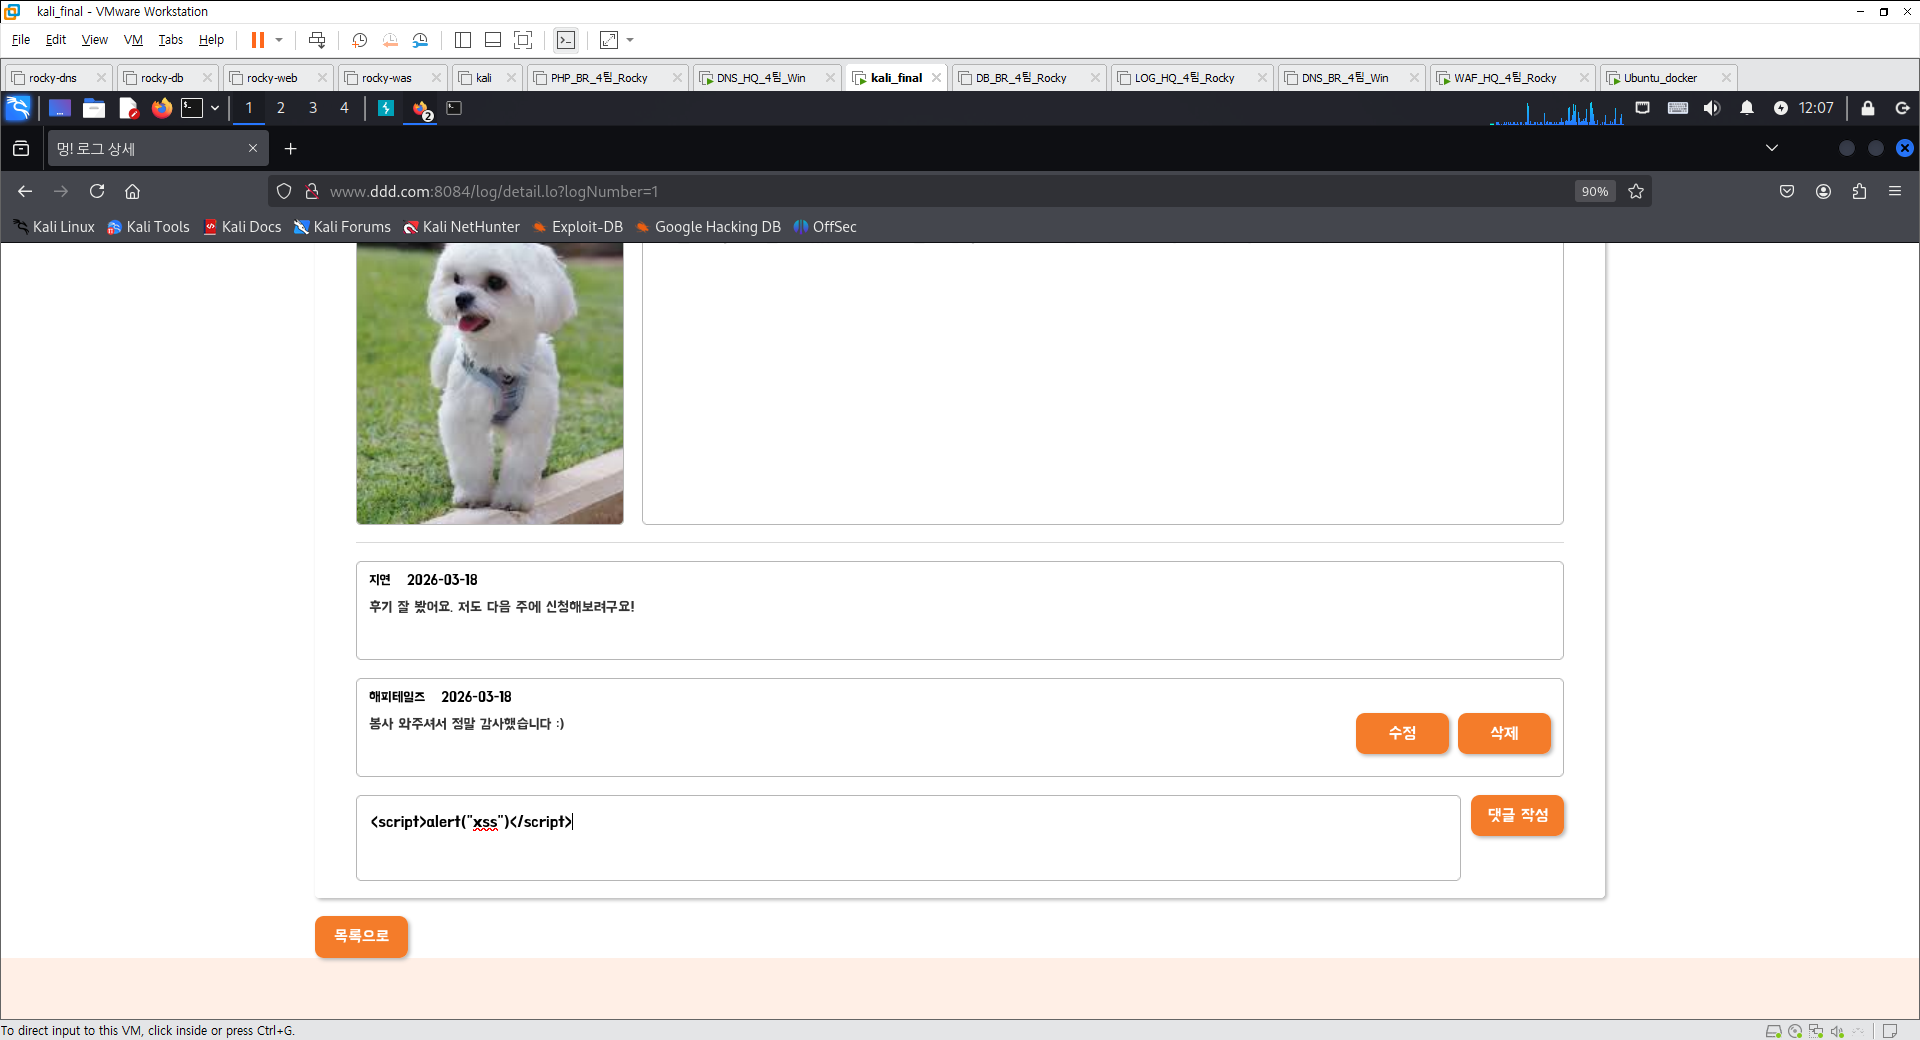 kali_final - VMware Workstation
File Edit View VM Tabs Help
rocky-dns rocky-db rocky-web rocky-was kali PHP_BR_4팀_Rocky DNS_HQ_4팀_Win kali_final DB_BR_4팀_Rocky LOG_HQ_4팀_Rocky DNS_BR_4팀_Win WAF_HQ_4팀_Rocky Ubuntu_docker
1 2 3 4 2 12:07
멍! 로그 상세
www.ddd.com:8084/log/detail.lo?logNumber=1 90%
Kali Linux Kali Tools Kali Docs Kali Forums Kali NetHunter Exploit-DB Google Hacking DB OffSec
지연 2026-03-18
후기 잘 봤어요. 저도 다음 주에 신청해보려구요!
해피테일즈 2026-03-18
봉사 와주셔서 정말 감사했습니다 :)
수정 삭제
<script>alert("xss")</script>
댓글 작성
목록으로
To direct input to this VM, click inside or press Ctrl+G.